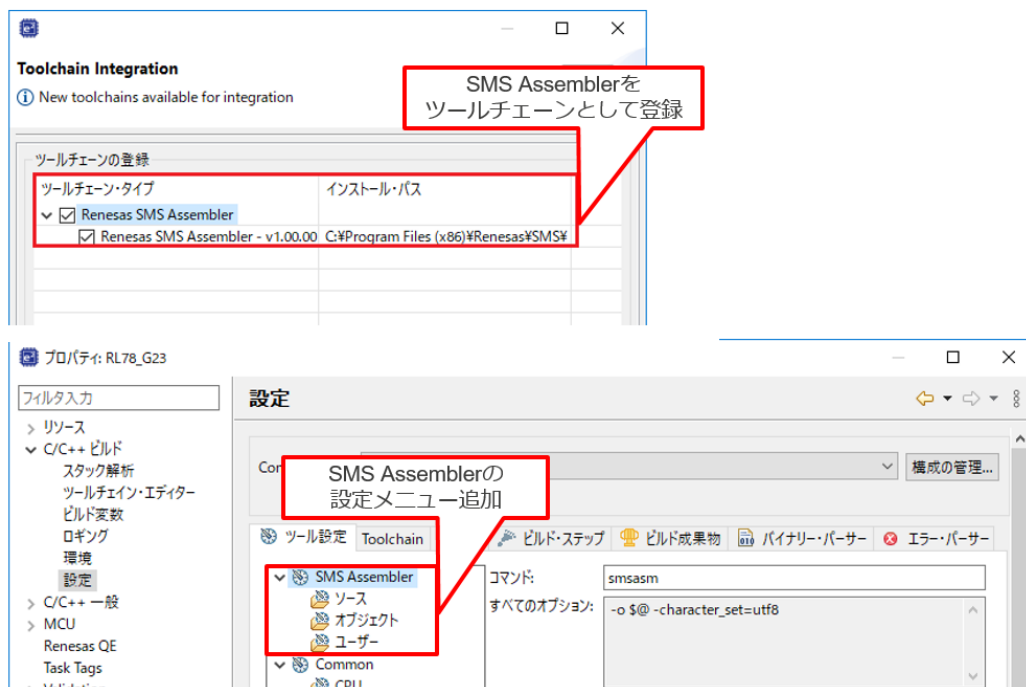 Toolchain Integration
New toolchains available for integration
SMS Assemblerを
ツールチェーンとして登録
ツールチェーンの登録
ツールチェーン・タイプ インストール・パス
Renesas SMS Assembler
Renesas SMS Assembler - v1.00.00 C:¥Program Files (x86)¥Renesas¥SMS¥
プロパティ: RL78_G23
フィルタ入力
設定
リソース
C/C++ ビルド
スタック解析
ツールチェイン・エディター
ビルド変数
ロギング
環境
設定
C/C++ 一般
MCU
Renesas QE
Task Tags
構成の管理...
SMS Assemblerの
設定メニュー追加
ツール設定 Toolchain ビルド・ステップ ビルド成果物 バイナリー・パーサー エラー・パーサー
SMS Assembler
ソース
オブジェクト
ユーザー
Common
CPU
コマンド: smsasm
すべてのオプション: -o $@ -character_set=utf8